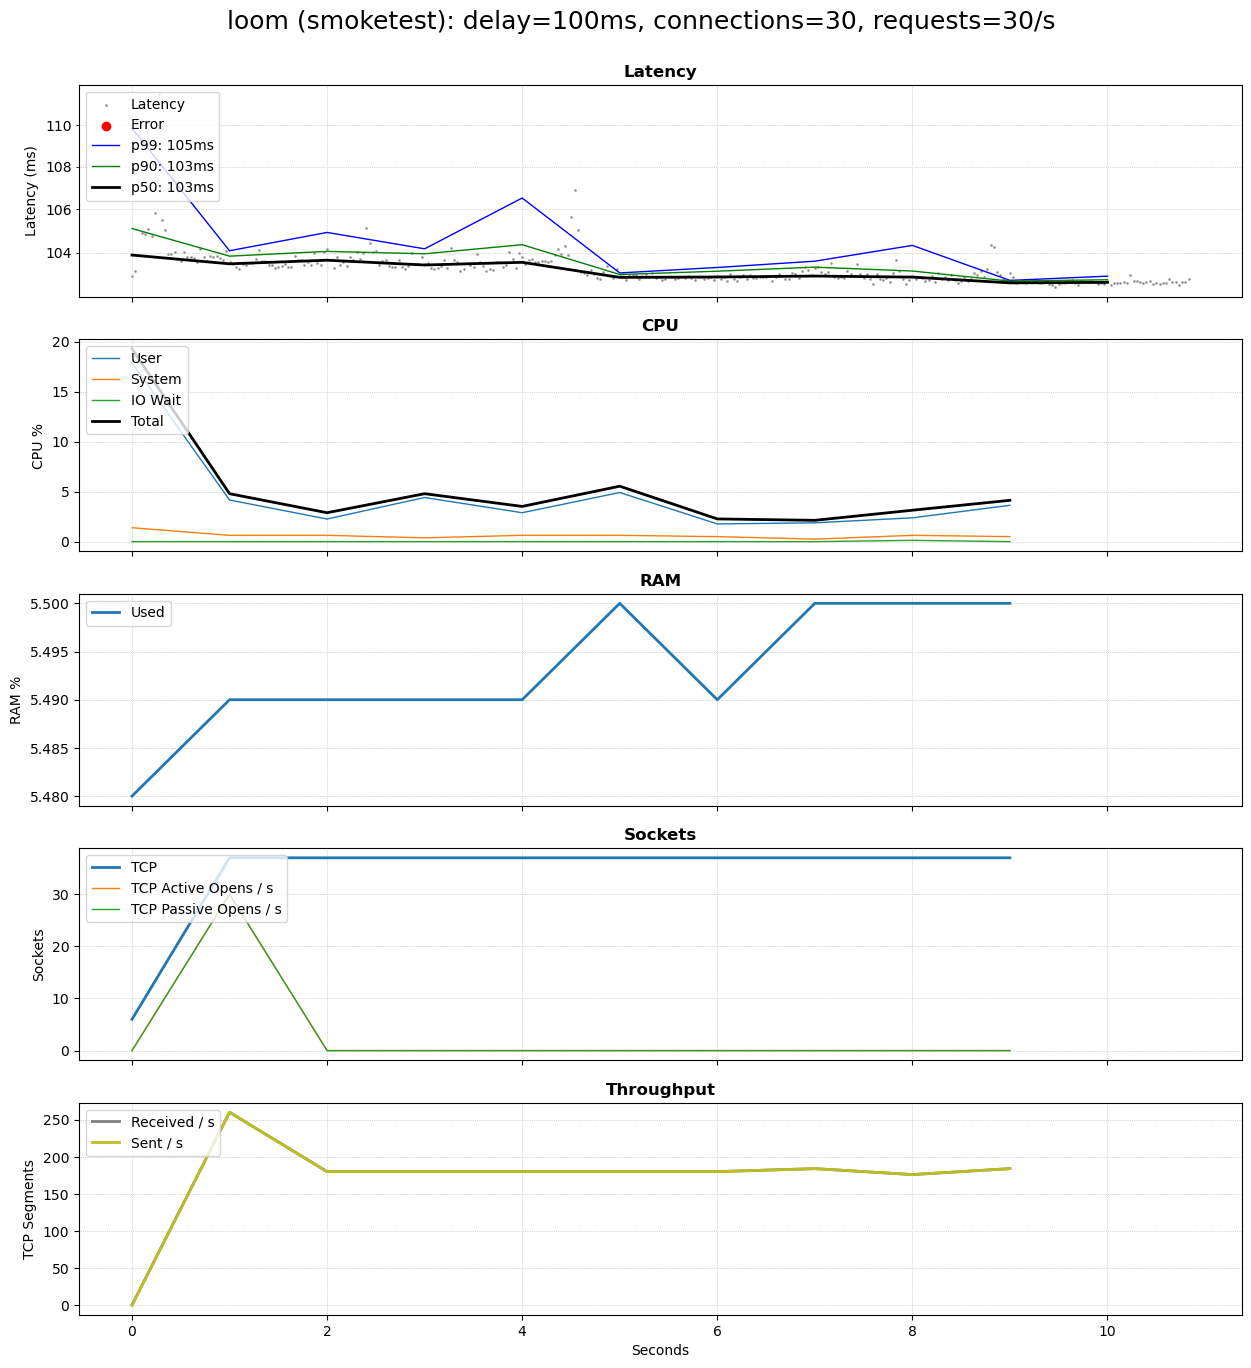 loom (smoketest): delay=100ms, connections=30, requests=30/s
Latency
Latency (ms)
110
108
106
104
Latency
Error
p99: 105ms
p90: 103ms
p50: 103ms
CPU
CPU %
20
15
10
5
0
User
System
IO Wait
Total
RAM
RAM %
5.500
5.495
5.490
5.485
5.480
Used
Sockets
Sockets
30
20
10
0
TCP
TCP Active Opens / s
TCP Passive Opens / s
Throughput
TCP Segments
250
200
150
100
50
0
Received / s
Sent / s
0 2 4 6 8 10
Seconds